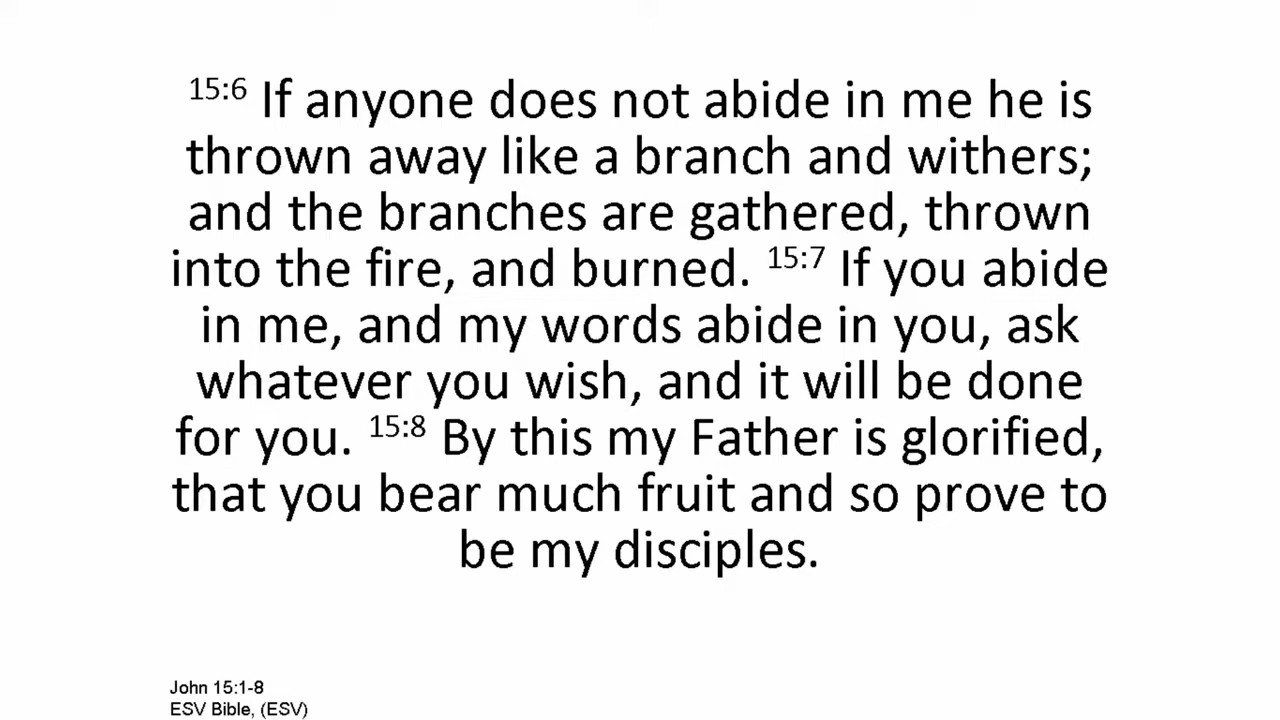 15:6 If anyone does not abide in me he is
thrown away like a branch and withers;
and the branches are gathered, thrown
into the fire, and burned. 15:7 If you abide
in me, and my words abide in you, ask
whatever you wish, and it will be done
for you. 15:8 By this my Father is glorified,
that you bear much fruit and so prove to
be my disciples.
John 15:1-8
ESV Bible, (ESV)